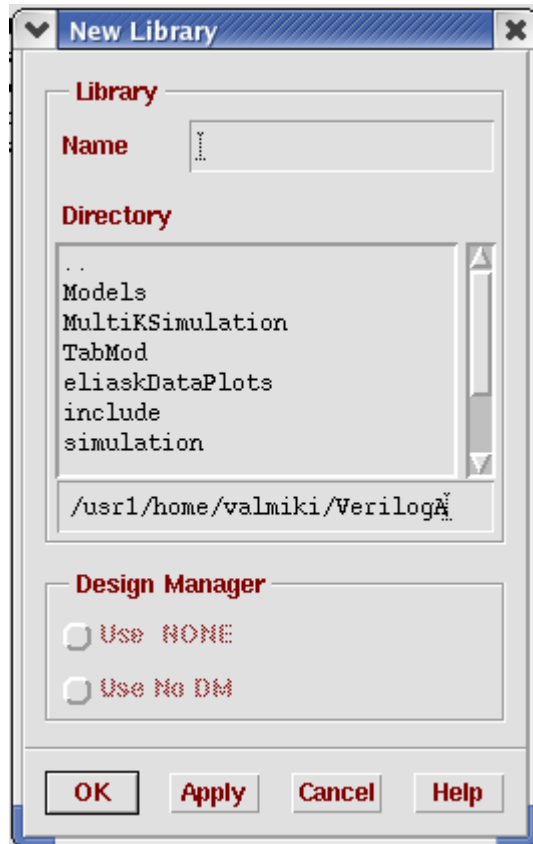 New Library
Library
Name
Directory
..
Models
MultiKSimulation
TabMod
eliaskDataPlots
include
simulation
/usr1/home/valmiki/VerilogA
Design Manager
Use NONE
Use No DM
OK Apply Cancel Help